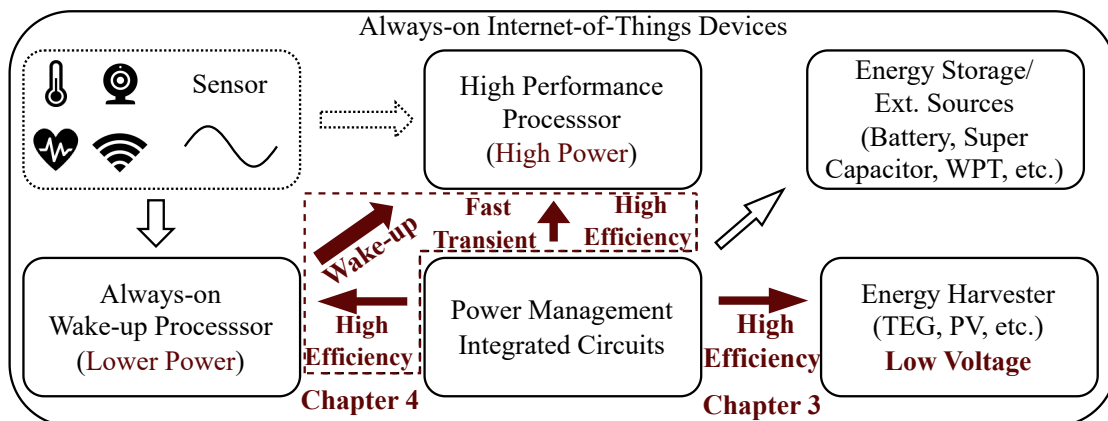 Always-on Internet-of-Things Devices
Sensor
High Performance
Processsor
(High Power)
Energy Storage/
Ext. Sources
(Battery, Super
Capacitor, WPT, etc.)
Wake-up
Fast
Transient
High
Efficiency
Always-on
Wake-up Processsor
(Lower Power)
High
Efficiency
Chapter 4
Power Management
Integrated Circuits
High
Efficiency
Chapter 3
Energy Harvester
(TEG, PV, etc.)
Low Voltage